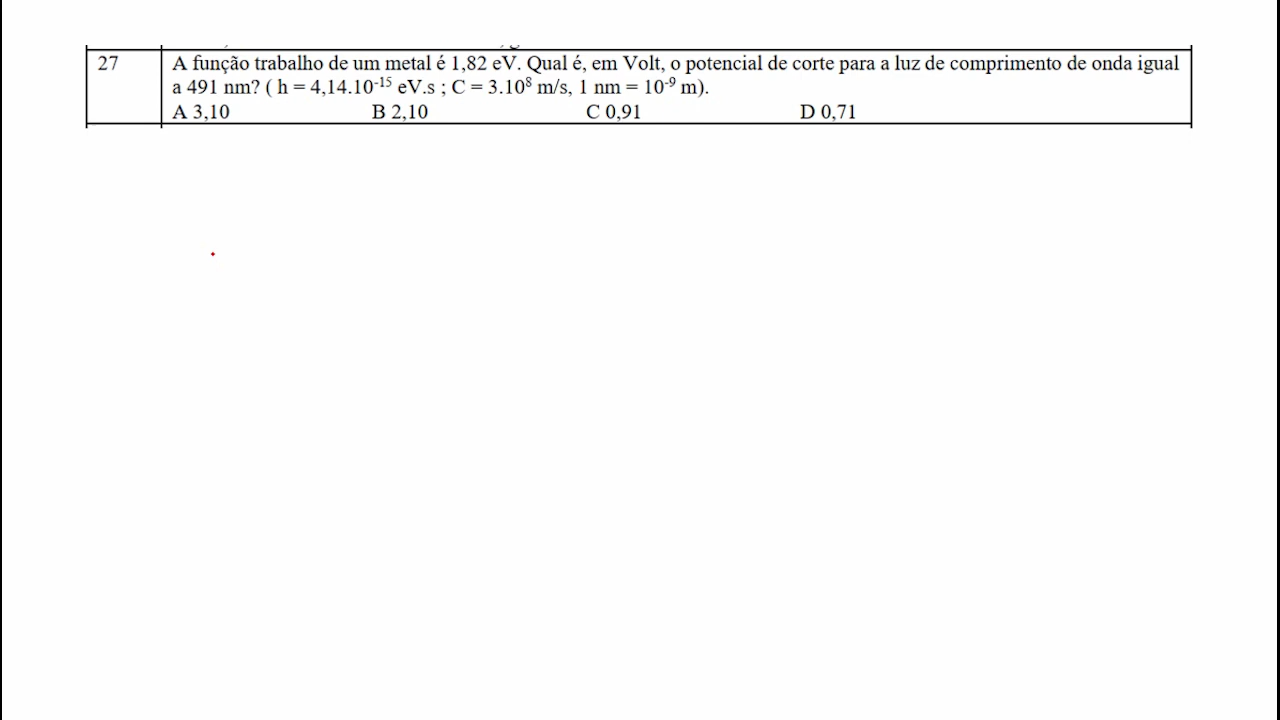 27 A função trabalho de um metal é 1,82 eV. Qual é, em Volt, o potencial de corte para a luz de comprimento de onda igual
a 491 nm? ( h = 4,14.10⁻¹⁵ eV.s ; C = 3.10⁸ m/s, 1 nm = 10⁻⁹ m).
A 3,10 B 2,10 C 0,91 D 0,71